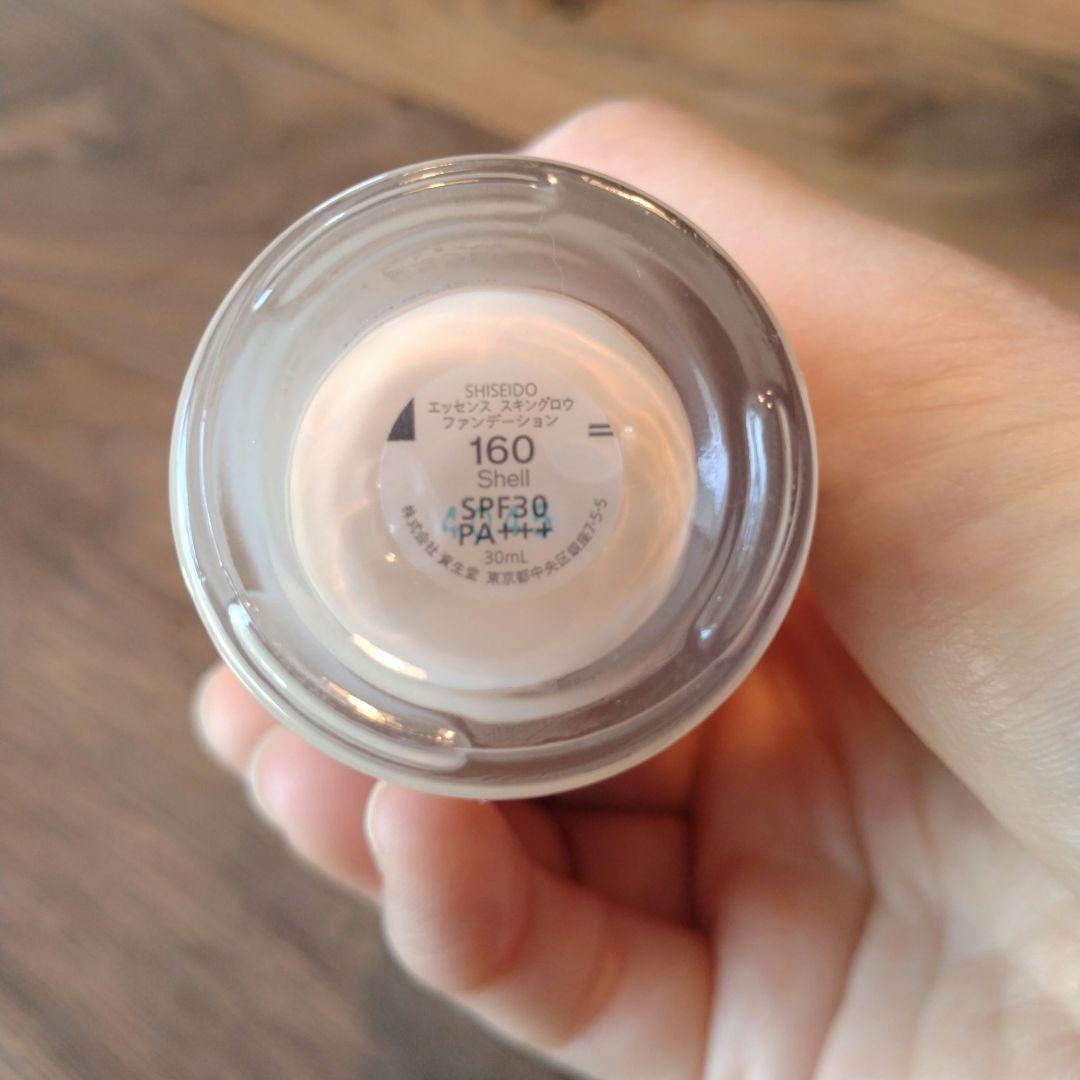 SHISEIDO
エッセンス スキングロウ
ファンデーション
160
Shell
SPF30
PA+++
30mL
株式会社 資生堂 東京都中央区銀座7-5-5